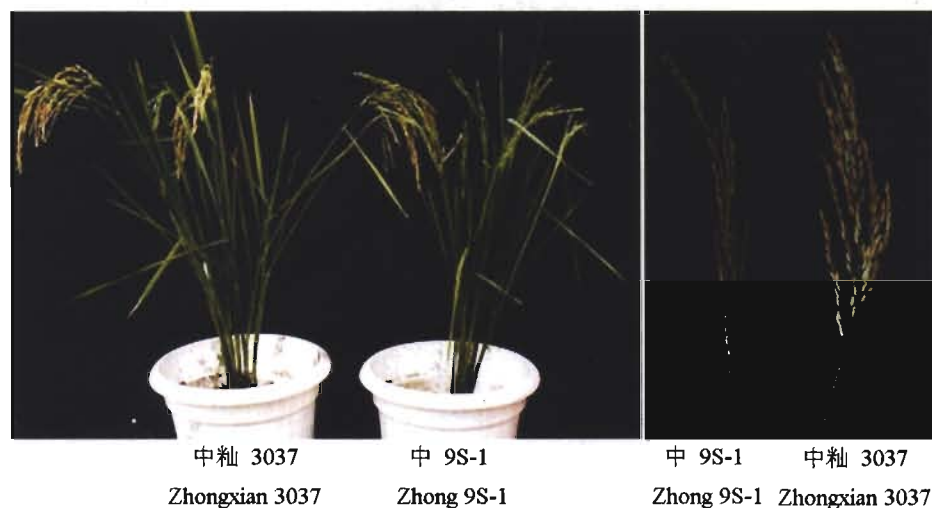 中籼 3037 中 9S-1 中 9S-1 中籼 3037
Zhongxian 3037 Zhong 9S-1 Zhong 9S-1 Zhongxian 3037